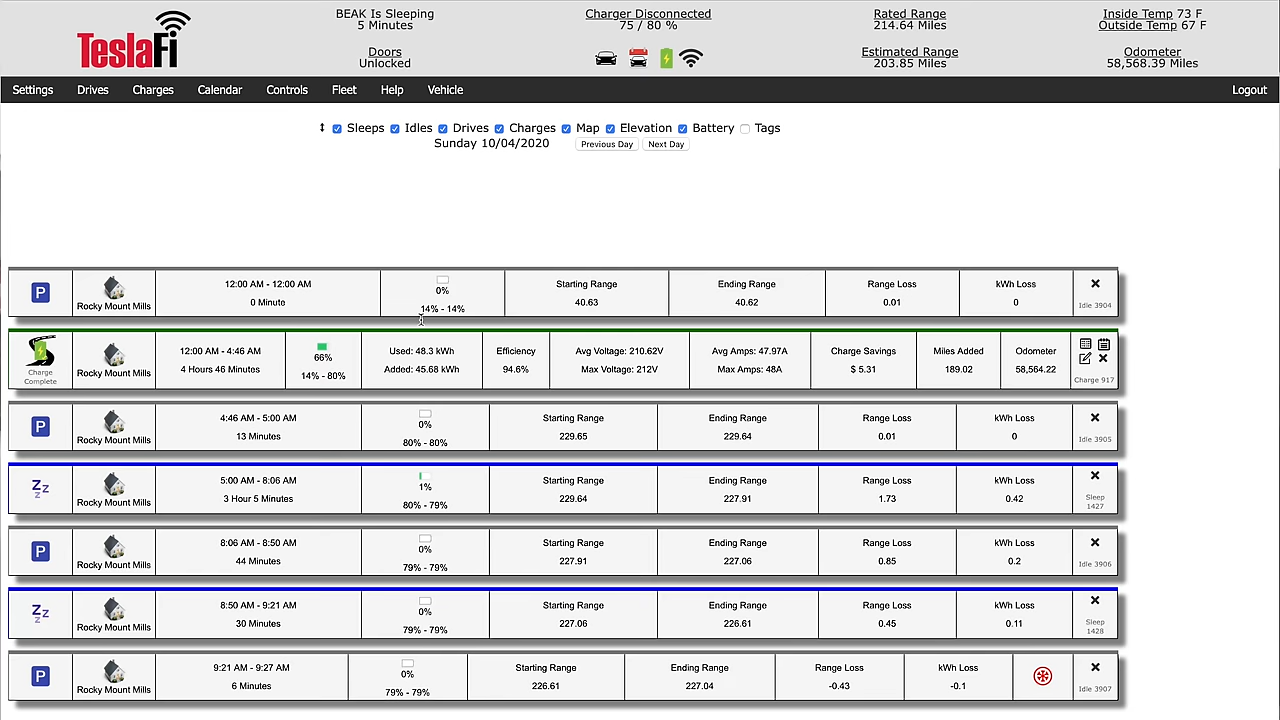 TeslaFi
BEAK Is Sleeping
5 Minutes
Doors
Unlocked
Charger Disconnected
75 / 80 %
Rated Range
214.64 Miles
Estimated Range
203.85 Miles
Inside Temp 73 F
Outside Temp 67 F
Odometer
58,568.39 Miles
Settings Drives Charges Calendar Controls Fleet Help Vehicle Logout
Sleeps Idles Drives Charges Map Elevation Battery Tags
Sunday 10/04/2020 Previous Day Next Day
P
Rocky Mount Mills
12:00 AM - 12:00 AM
0 Minute
0%
14% - 14%
Starting Range
40.63
Ending Range
40.62
Range Loss
0.01
kWh Loss
0
Idle 3904
Charge
Complete
Rocky Mount Mills
12:00 AM - 4:46 AM
4 Hours 46 Minutes
66%
14% - 80%
Used: 48.3 kWh
Added: 45.68 kWh
Efficiency
94.6%
Avg Voltage: 210.62V
Max Voltage: 212V
Avg Amps: 47.97A
Max Amps: 48A
Charge Savings
$ 5.31
Miles Added
189.02
Odometer
58,564.22
Charge 917
P
Rocky Mount Mills
4:46 AM - 5:00 AM
13 Minutes
0%
80% - 80%
Starting Range
229.65
Ending Range
229.64
Range Loss
0.01
kWh Loss
0
Idle 3905
Z z z
Rocky Mount Mills
5:00 AM - 8:06 AM
3 Hour 5 Minutes
1%
80% - 79%
Starting Range
229.64
Ending Range
227.91
Range Loss
1.73
kWh Loss
0.42
Sleep
1427
P
Rocky Mount Mills
8:06 AM - 8:50 AM
44 Minutes
0%
79% - 79%
Starting Range
227.91
Ending Range
227.06
Range Loss
0.85
kWh Loss
0.2
Idle 3906
Z z z
Rocky Mount Mills
8:50 AM - 9:21 AM
30 Minutes
0%
79% - 79%
Starting Range
227.06
Ending Range
226.61
Range Loss
0.45
kWh Loss
0.11
Sleep
1428
P
Rocky Mount Mills
9:21 AM - 9:27 AM
6 Minutes
0%
79% - 79%
Starting Range
226.61
Ending Range
227.04
Range Loss
-0.43
kWh Loss
-0.1
Idle 3907